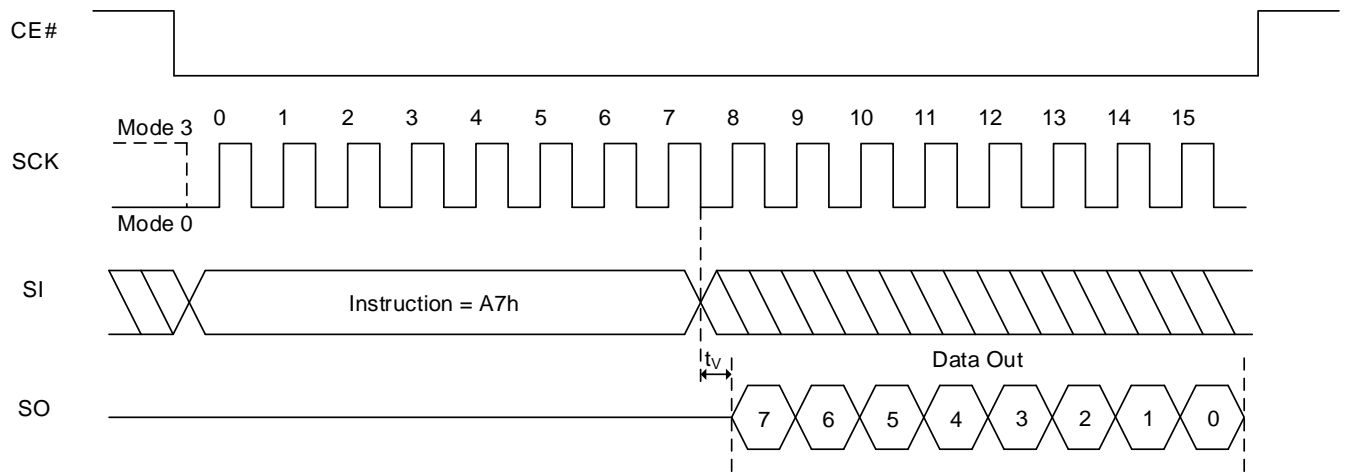 CE#
Mode 3
0 1 2 3 4 5 6 7 8 9 10 11 12 13 14 15
SCK
Mode 0
SI
Instruction = A7h
tV
Data Out
SO
7 6 5 4 3 2 1 0